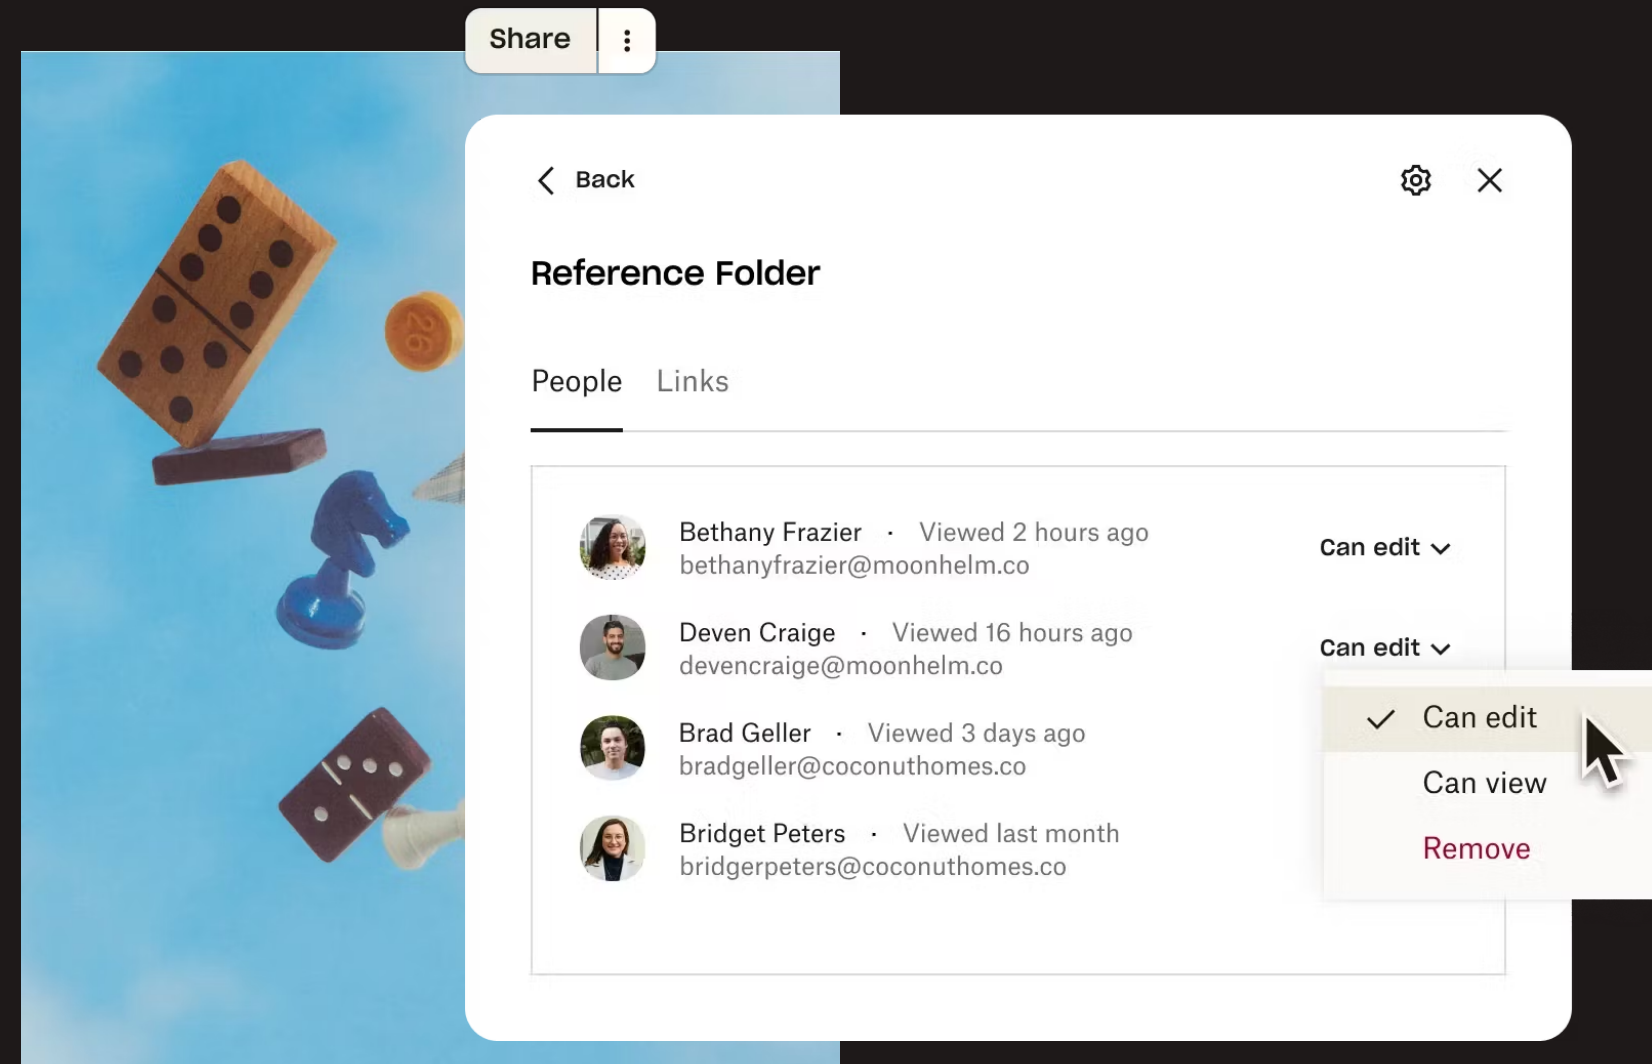 Share
Back
Reference Folder
People Links
Bethany Frazier · Viewed 2 hours ago
bethanyfrazier@moonhelm.co
Can edit
Deven Craige · Viewed 16 hours ago
devencraige@moonhelm.co
Can edit
Can edit
Can view
Remove
Brad Geller · Viewed 3 days ago
bradgeller@coconuthomes.co
Bridget Peters · Viewed last month
bridgerpeters@coconuthomes.co
26